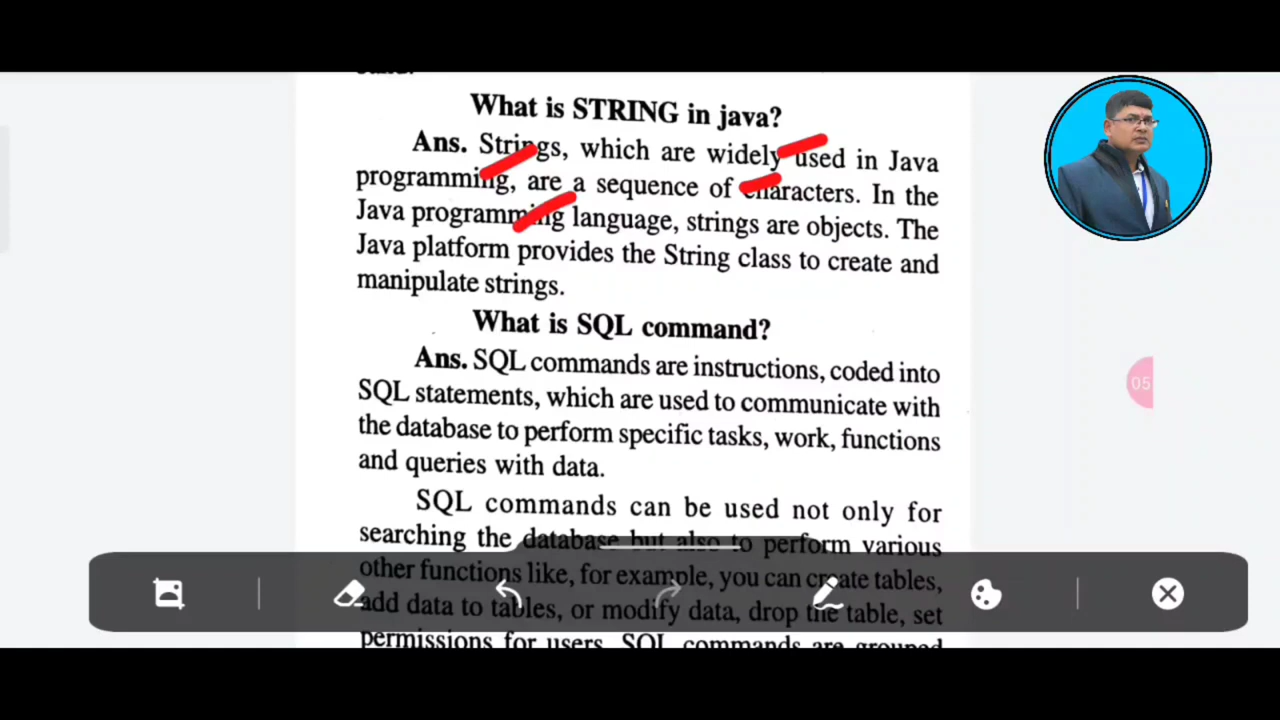 What is STRING in java?
Ans. Strings, which are widely used in Java
programming, are a sequence of characters. In the
Java programming language, strings are objects. The
Java platform provides the String class to create and
manipulate strings.
What is SQL command?
Ans. SQL commands are instructions, coded into
SQL statements, which are used to communicate with
the database to perform specific tasks, work, functions
and queries with data.
SQL commands can be used not only for
searching the database but also to perform various
other functions like, for example, you can create tables,
add data to tables, or modify data, drop the table, set
permissions for users. SQL commands are grouped
05